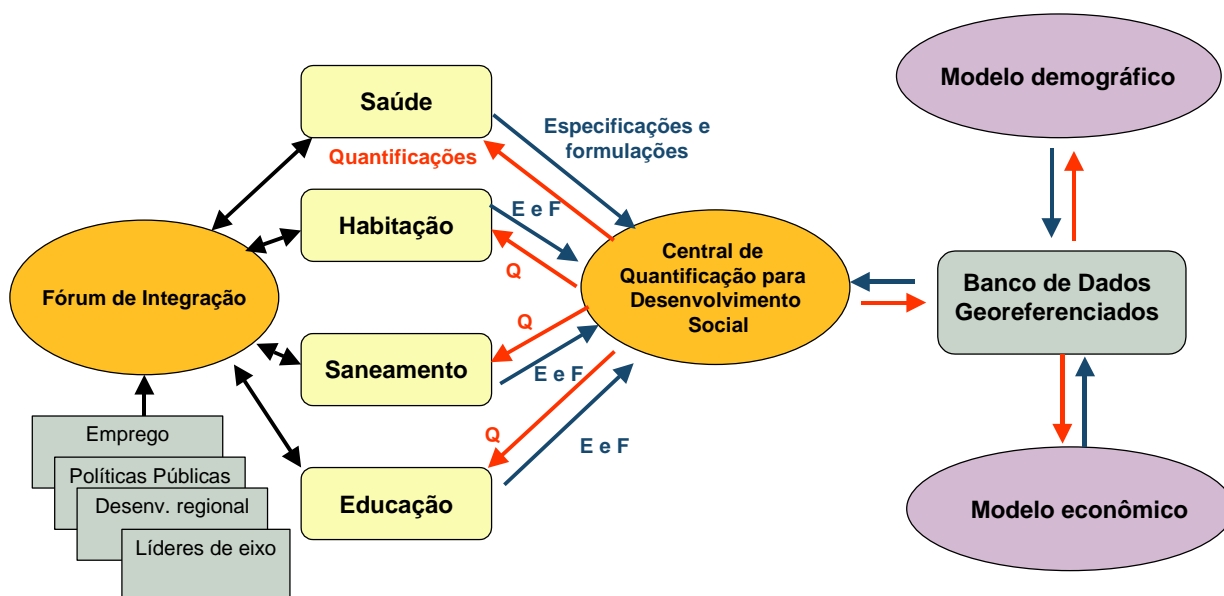 Modelo demográfico
Saúde
Especificações e
formulações
Quantificações
Habitação
E e F
Q
Fórum de Integração
Central de
Quantificação para
Desenvolvimento
Social
Banco de Dados
Georeferenciados
Q
Saneamento
E e F
Emprego
Políticas Públicas
Desenv. regional
Líderes de eixo
Q
E e F
Educação
Modelo econômico